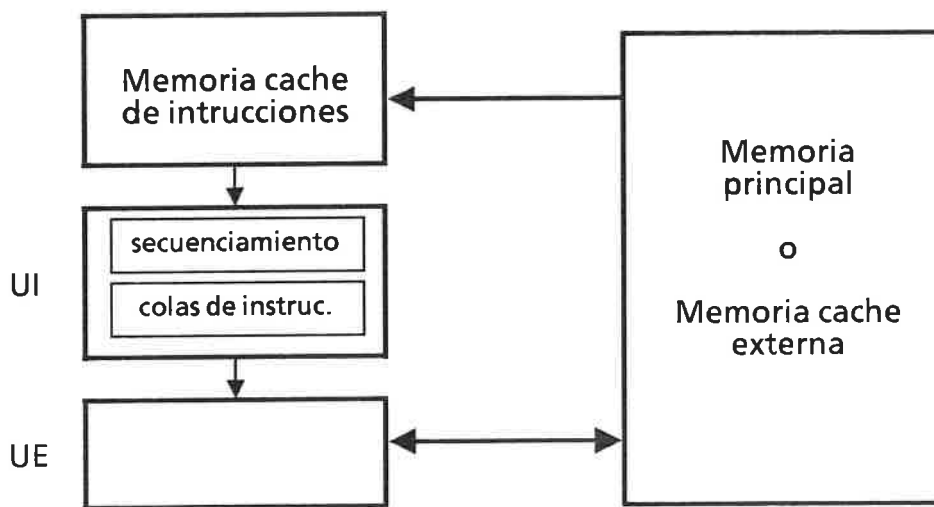 Memoria cache
de intrucciones
secuenciamiento
colas de instruc.
UI
UE
Memoria
principal
o
Memoria cache
externa